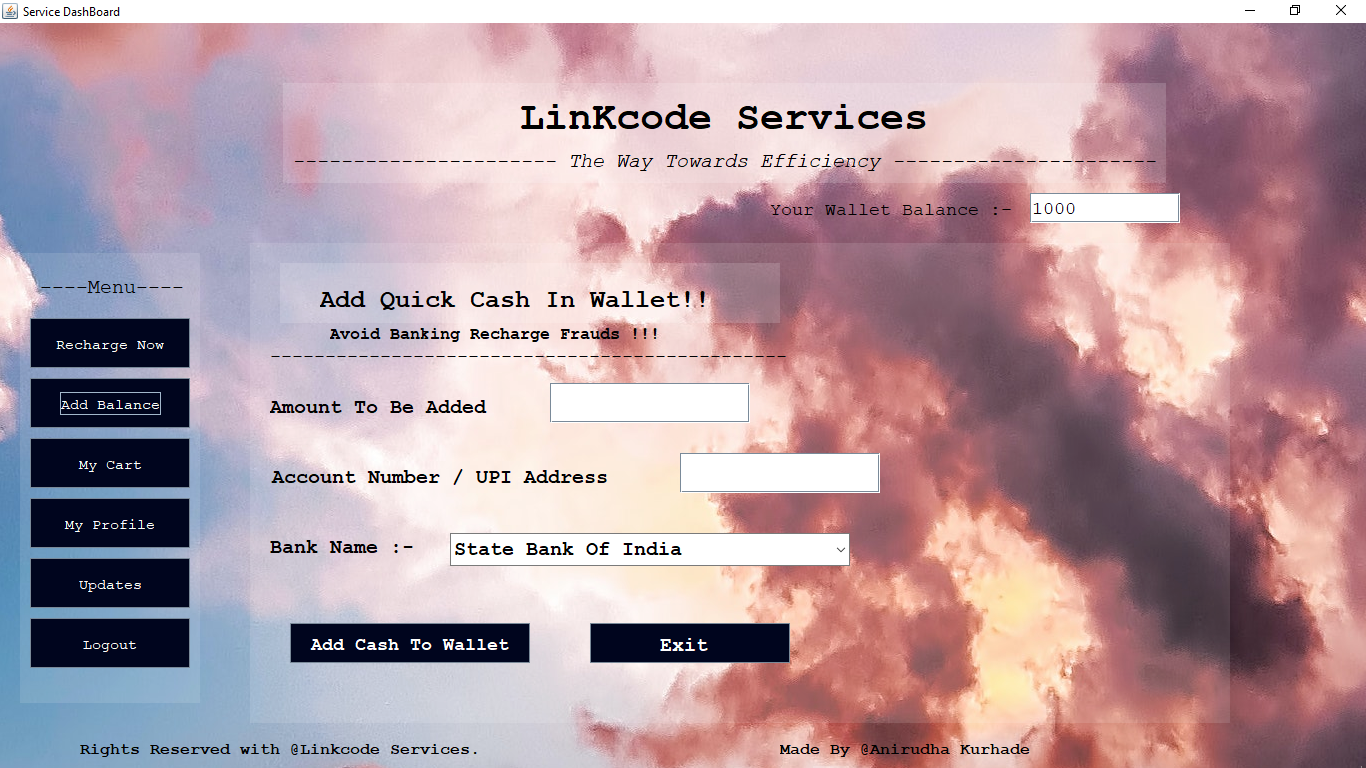 Service DashBoard
LinKcode Services
---------------------- The Way Towards Efficiency ----------------------
Your Wallet Balance :- 1000
----Menu----
Recharge Now
Add Balance
My Cart
My Profile
Updates
Logout
Add Quick Cash In Wallet!!
Avoid Banking Recharge Frauds !!!
-------------------------------------------
Amount To Be Added
Account Number / UPI Address
Bank Name :- State Bank Of India
Add Cash To Wallet Exit
Rights Reserved with @Linkcode Services. Made By @Anirudha Kurhade